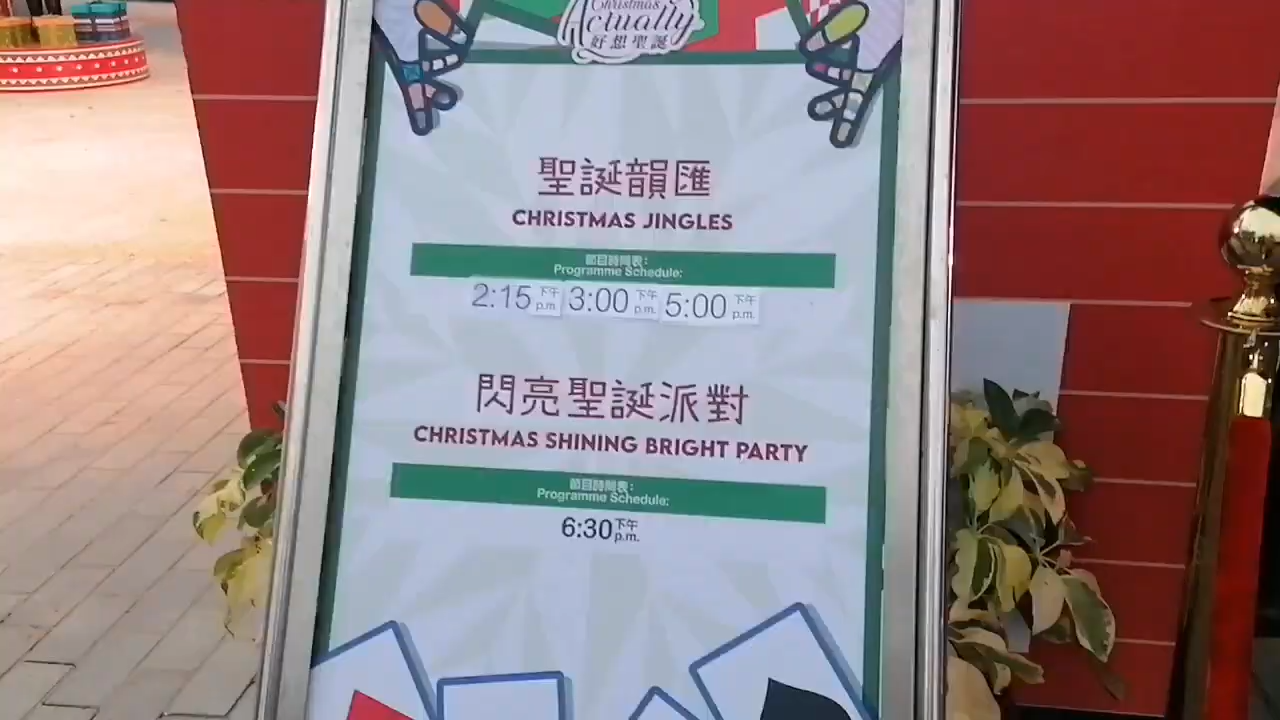 Christmas
Actually
好想聖誕
聖誕韻匯
CHRISTMAS JINGLES
節目時間表：
Programme Schedule:
2:15 下午 p.m. 3:00 下午 p.m. 5:00 下午 p.m.
閃亮聖誕派對
CHRISTMAS SHINING BRIGHT PARTY
節目時間表：
Programme Schedule:
6:30 下午 p.m.